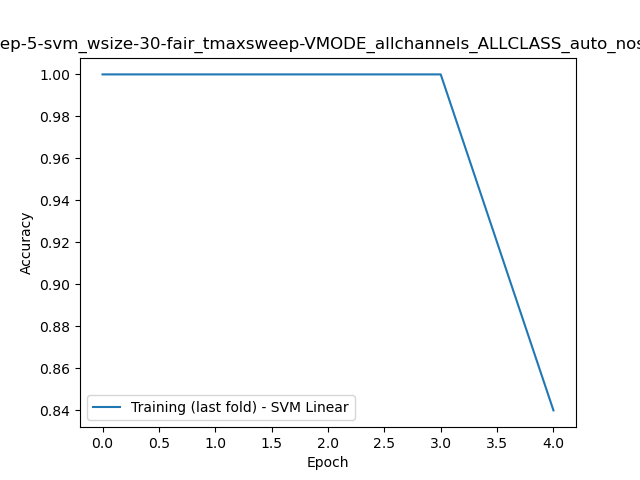 ep-5-svm_wsize-30-fair_tmaxsweep-VMODE_allchannels_ALLCLASS_auto_nos
1.00
0.98
0.96
0.94
0.92
0.90
0.88
0.86
0.84
Accuracy
Training (last fold) - SVM Linear
0.0 0.5 1.0 1.5 2.0 2.5 3.0 3.5 4.0
Epoch